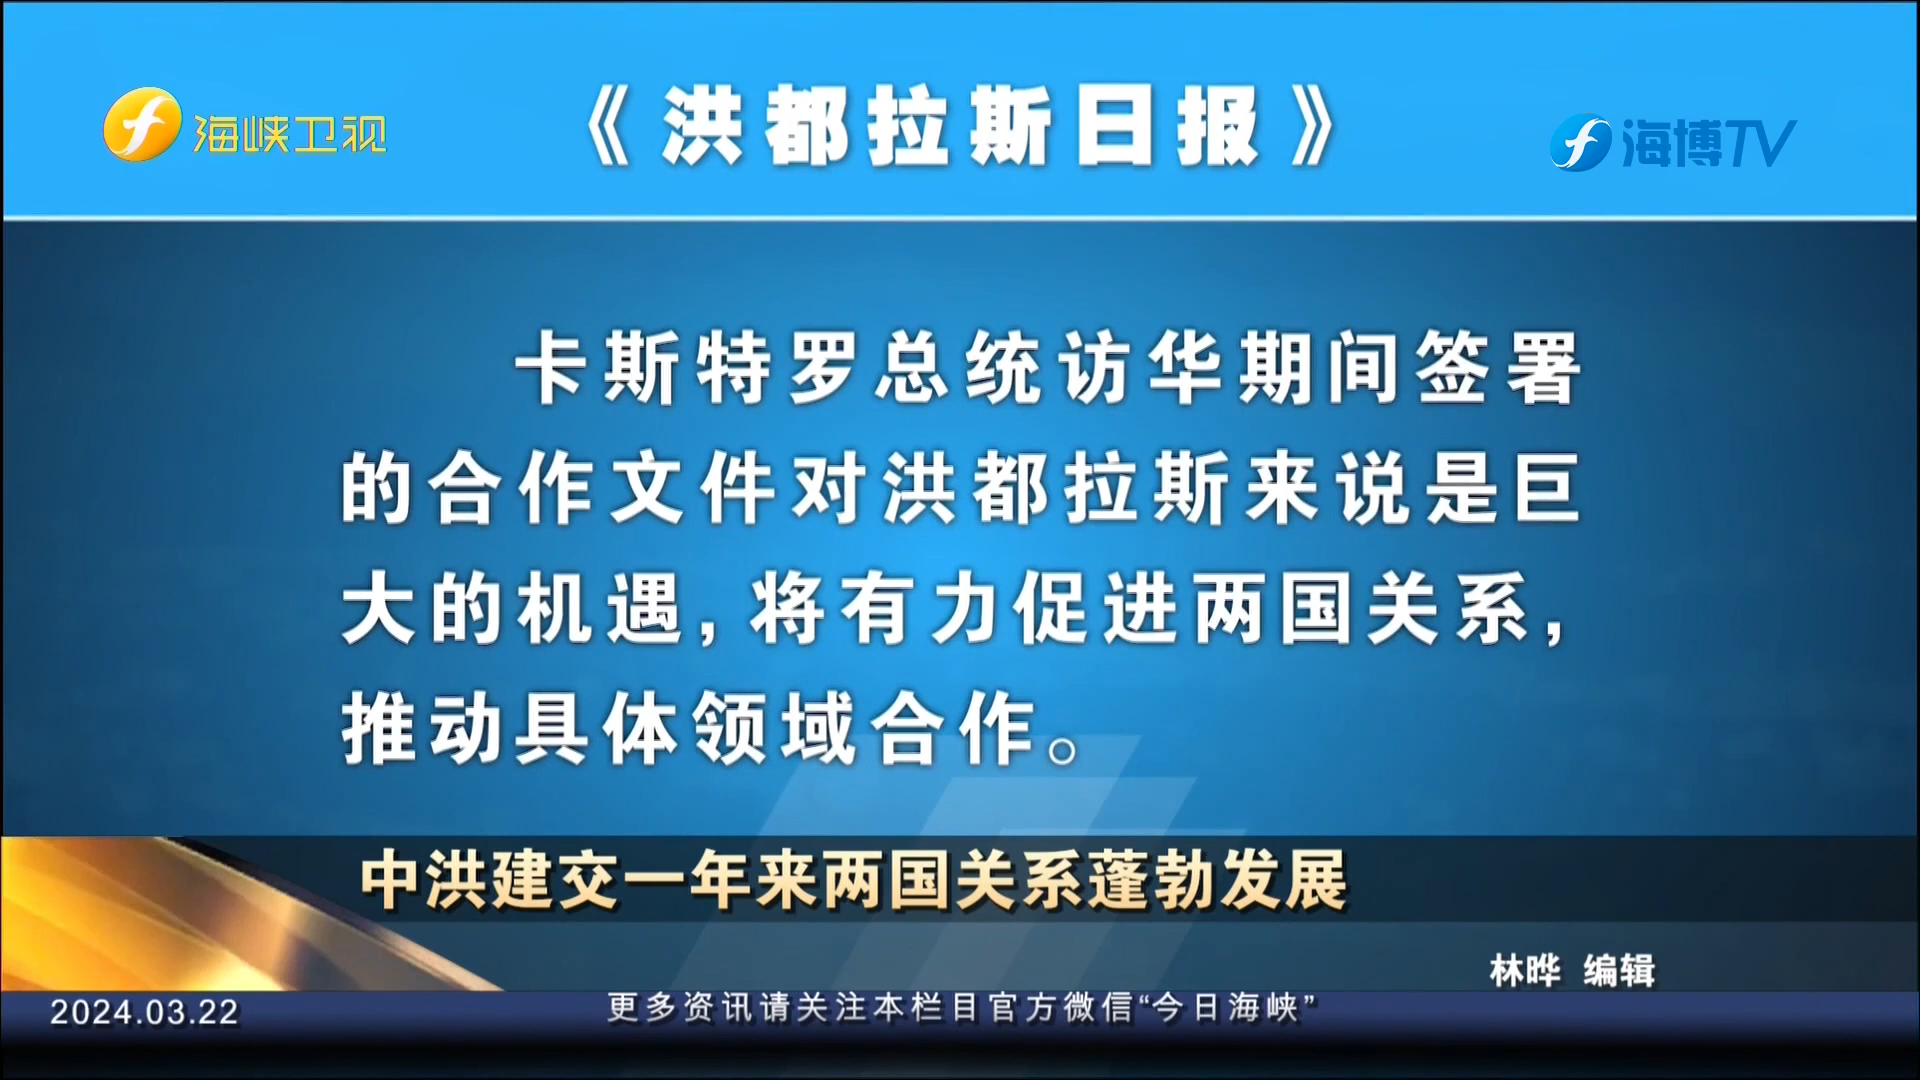 海峡卫视
《洪都拉斯日报》
海博TV
卡斯特罗总统访华期间签署
的合作文件对洪都拉斯来说是巨
大的机遇，将有力促进两国关系，
推动具体领域合作。
中洪建交一年来两国关系蓬勃发展
林晔 编辑
2024.03.22
更多资讯请关注本栏目官方微信“今日海峡”